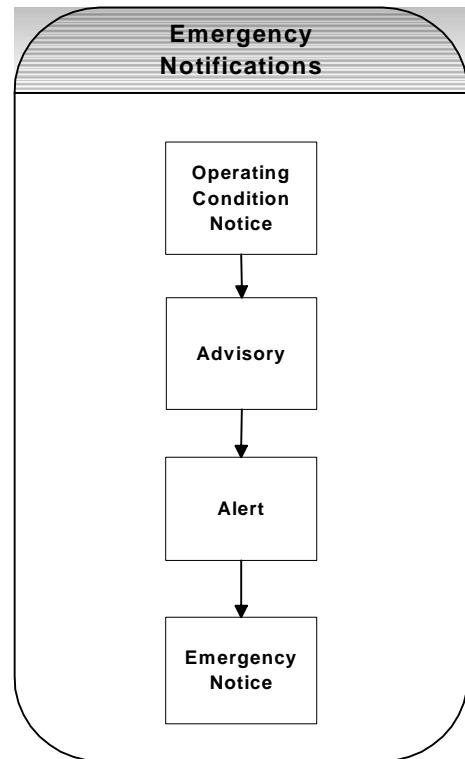 Emergency
Notifications
Operating
Condition
Notice
Advisory
Alert
Emergency
Notice